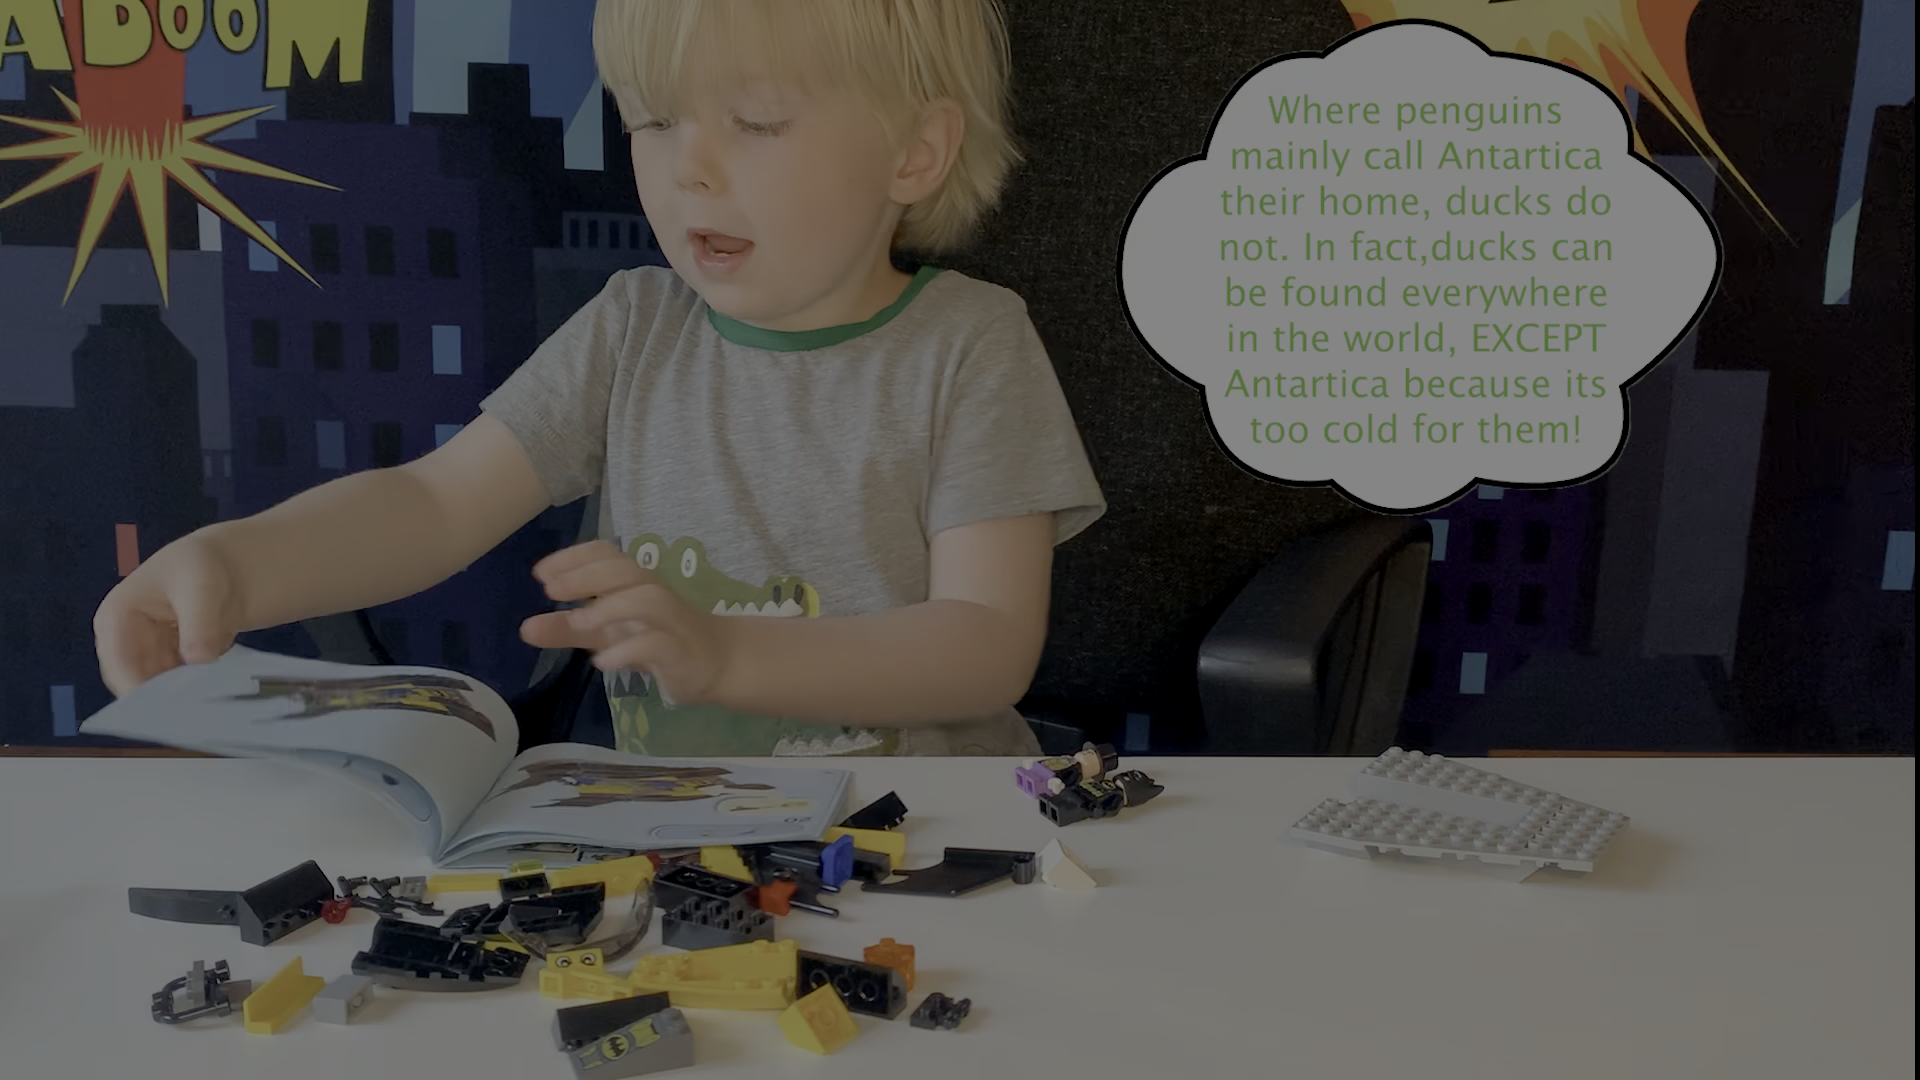 ABOOM
Where penguins
mainly call Antartica
their home, ducks do
not. In fact,ducks can
be found everywhere
in the world, EXCEPT
Antartica because its
too cold for them!